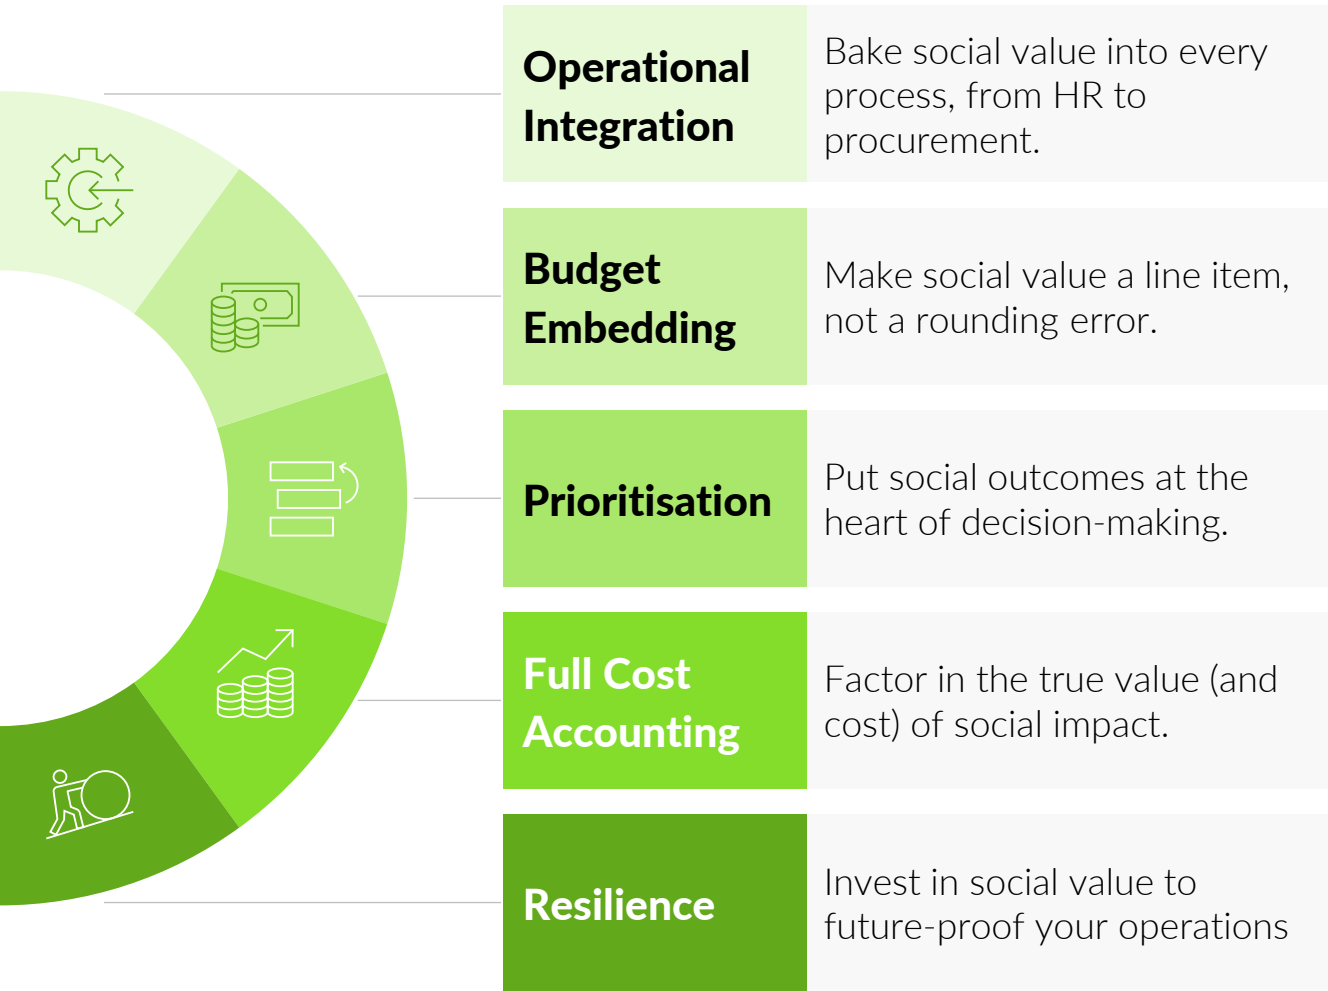 Operational
Integration
Bake social value into every
process, from HR to
procurement.
Budget
Embedding
Make social value a line item,
not a rounding error.
Prioritisation
Put social outcomes at the
heart of decision-making.
Full Cost
Accounting
Factor in the true value (and
cost) of social impact.
Resilience
Invest in social value to
future-proof your operations